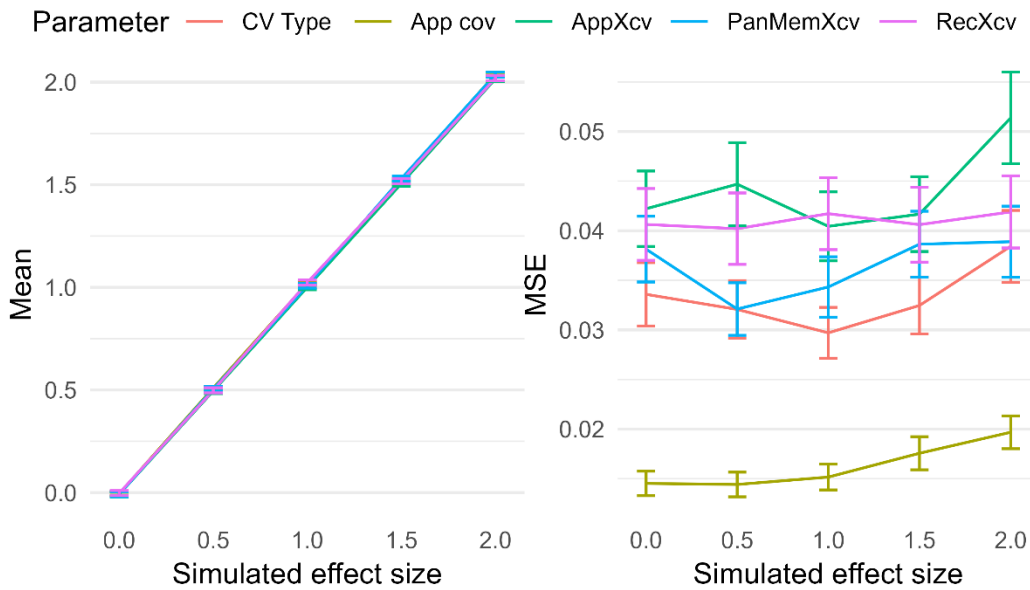 Parameter CV Type App cov AppXcv PanMemXcv RecXcv
Mean
2.0
1.5
1.0
0.5
0.0
0.0 0.5 1.0 1.5 2.0
Simulated effect size
MSE
0.05
0.04
0.03
0.02
0.0 0.5 1.0 1.5 2.0
Simulated effect size